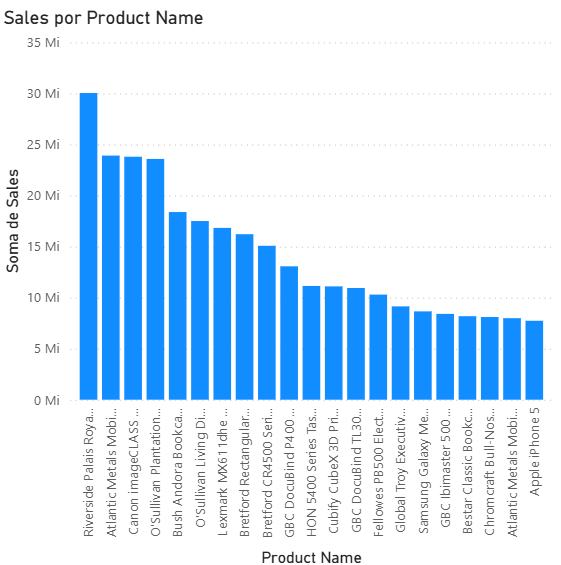 Sales por Product Name
35 Mi
30 Mi
25 Mi
20 Mi
15 Mi
10 Mi
5 Mi
0 Mi
Soma de Sales
Riverside Palais Roya...
Atlantic Metals Mobi...
Canon imageCLASS ...
O'Sullivan Plantation...
Bush Andora Bookca...
O'Sullivan Living Di...
Lexmark MX611dhe ...
Bretford Rectangular...
Bretford CR4500 Seri...
GBC DocuBind P400 ...
HON 5400 Series Tas...
Cubify CubeX 3D Pri...
GBC DocuBind TL30...
Fellowes PB500 Elect...
Global Troy Executiv...
Samsung Galaxy Me...
GBC Ibimaster 500 ...
Bestar Classic Bookc...
Chromcraft Bull-Nos...
Atlantic Metals Mobi...
Apple iPhone 5
Product Name